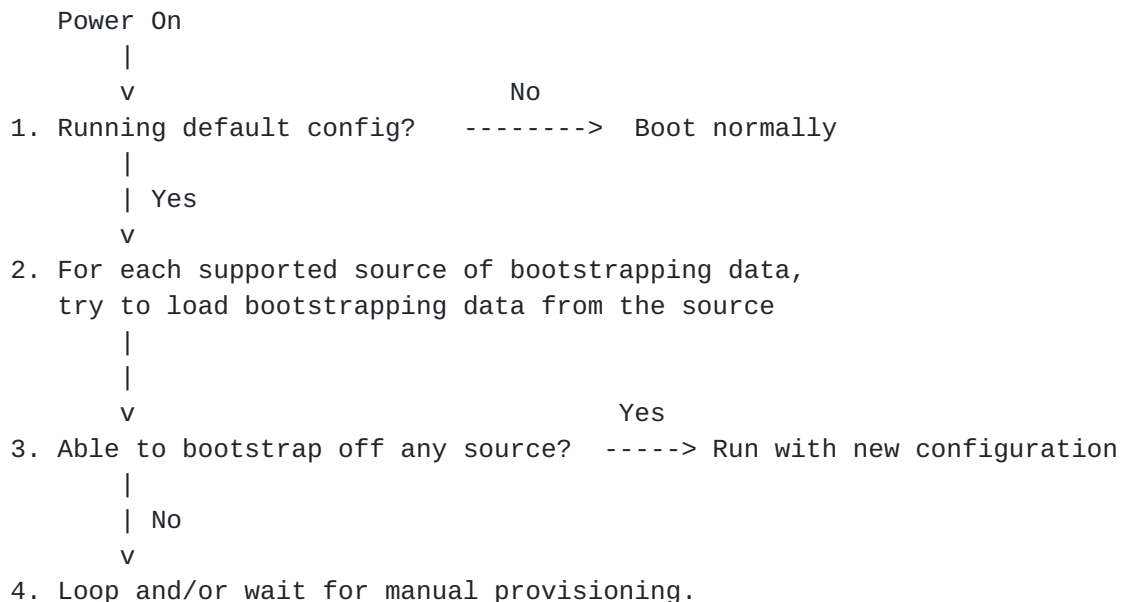 Power On
|
v No
1. Running default config? --------> Boot normally
|
| Yes
v
2. For each supported source of bootstrapping data,
try to load bootstrapping data from the source
|
|
v Yes
3. Able to bootstrap off any source? -----> Run with new configuration
|
| No
v
4. Loop and/or wait for manual provisioning.